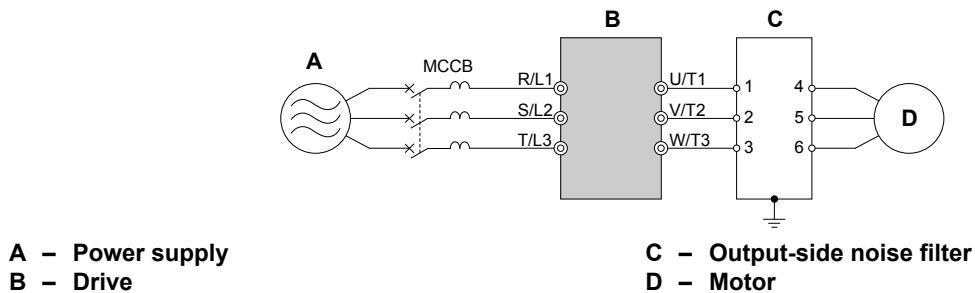 B
C
A
MCCB
R/L1
U/T1
1
4
S/L2
V/T2
2
5
D
T/L3
W/T3
3
6
A – Power supply
B – Drive
C – Output-side noise filter
D – Motor